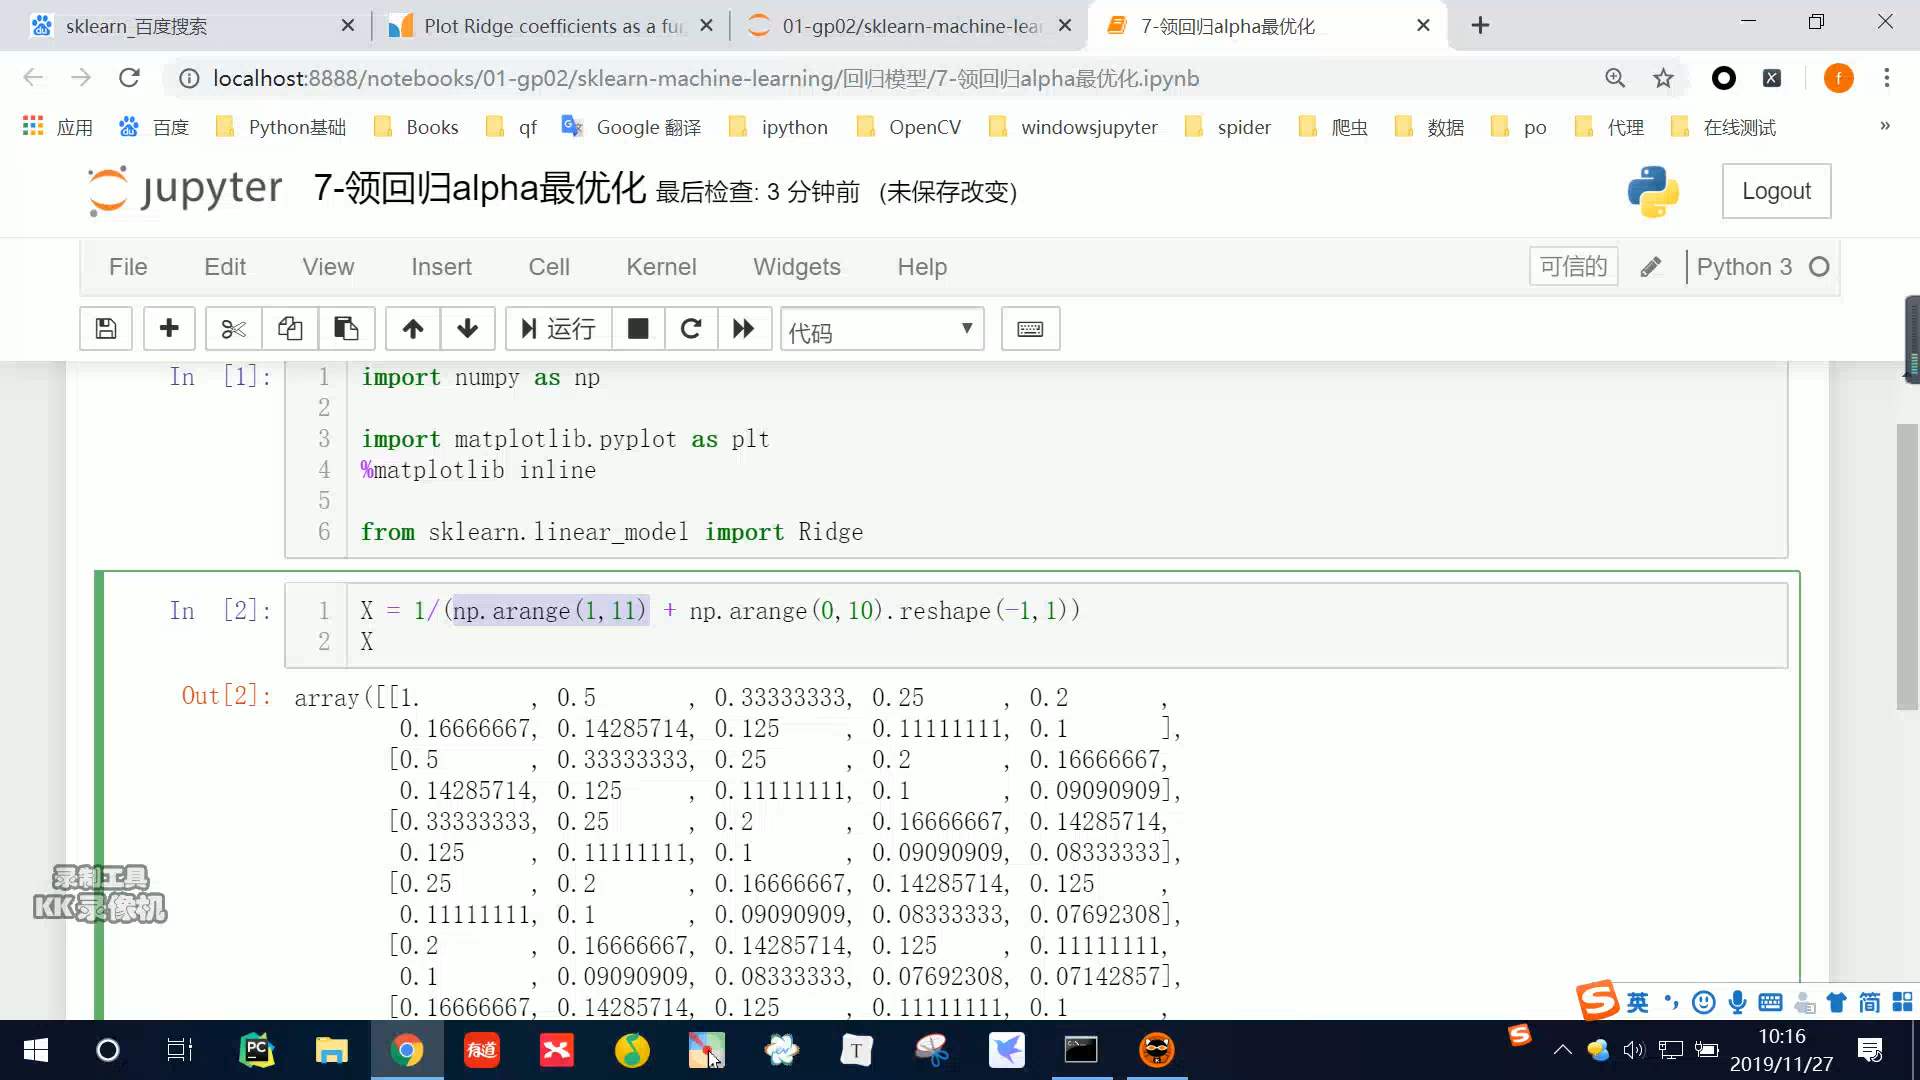 sklearn_百度搜索
Plot Ridge coefficients as a fu
01-gp02/sklearn-machine-lea
7-领回归alpha最优化
localhost:8888/notebooks/01-gp02/sklearn-machine-learning/回归模型/7-领回归alpha最优化.ipynb
f
应用 百度 Python基础 Books qf Google 翻译 ipython OpenCV windowsjupyter spider 爬虫 数据 po 代理 在线测试 »
jupyter 7-领回归alpha最优化 最后检查: 3 分钟前 (未保存改变)
Logout
File Edit View Insert Cell Kernel Widgets Help 可信的 Python 3
运行 代码
In [1]:
1 import numpy as np
2
3 import matplotlib.pyplot as plt
4 %matplotlib inline
5
6 from sklearn.linear_model import Ridge
In [2]:
1 X = 1/(np.arange(1,11) + np.arange(0,10).reshape(-1,1))
2 X
Out[2]: array([[1. , 0.5 , 0.33333333, 0.25 , 0.2 ,
0.16666667, 0.14285714, 0.125 , 0.11111111, 0.1 ],
[0.5 , 0.33333333, 0.25 , 0.2 , 0.16666667,
0.14285714, 0.125 , 0.11111111, 0.1 , 0.09090909],
[0.33333333, 0.25 , 0.2 , 0.16666667, 0.14285714,
0.125 , 0.11111111, 0.1 , 0.09090909, 0.08333333],
[0.25 , 0.2 , 0.16666667, 0.14285714, 0.125 ,
0.11111111, 0.1 , 0.09090909, 0.08333333, 0.07692308],
[0.2 , 0.16666667, 0.14285714, 0.125 , 0.11111111,
0.1 , 0.09090909, 0.08333333, 0.07692308, 0.07142857],
[0.16666667, 0.14285714, 0.125 , 0.11111111, 0.1 ,
录制工具
KK录像机
英 简
PC 有道 T
10:16
2019/11/27